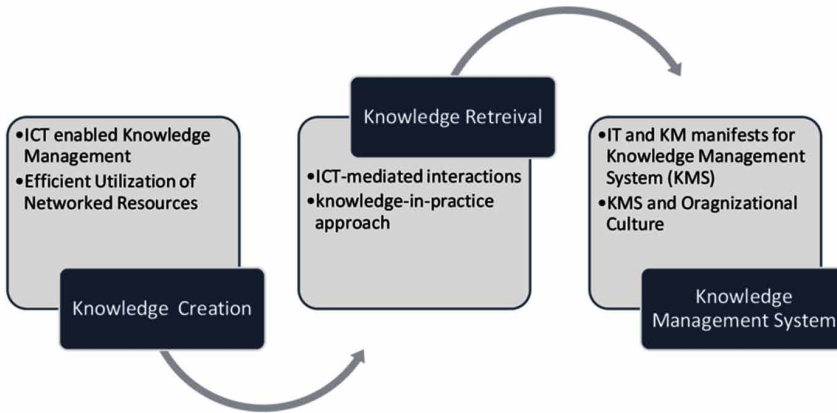 •ICT enabled Knowledge
Management
•Efficient Utilization of
Networked Resources
Knowledge Creation
Knowledge Retreival
•ICT-mediated interactions
•knowledge-in-practice
approach
•IT and KM manifests for
Knowledge Management
System (KMS)
•KMS and Oragnizational
Culture
Knowledge
Management System